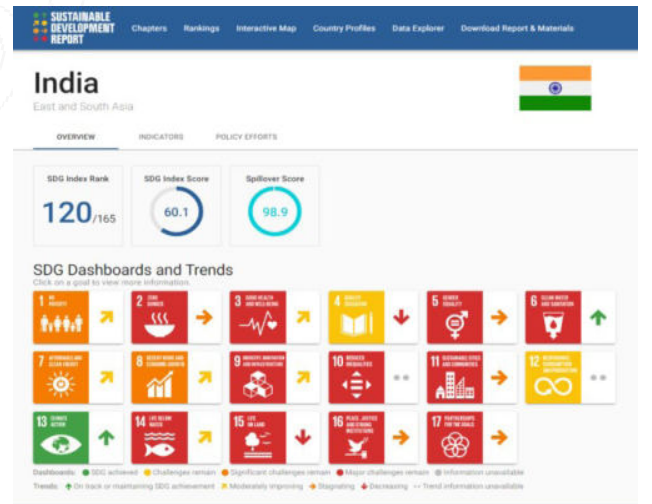 SUSTAINABLE
DEVELOPMENT
REPORT
Chapters Rankings Interactive Map Country Profiles Data Explorer Download Report & Materials
India
East and South Asia
OVERVIEW INDICATORS POLICY EFFORTS
SDG Index Rank SDG Index Score Spillover Score
120/165 60.1 98.9
SDG Dashboards and Trends
Click on a goal to view more information.
1 NO POVERTY 2 ZERO HUNGER 3 GOOD HEALTH AND WELL-BEING 4 QUALITY EDUCATION 5 GENDER EQUALITY 6 CLEAN WATER AND SANITATION
7 AFFORDABLE AND CLEAN ENERGY 8 DECENT WORK AND ECONOMIC GROWTH 9 INDUSTRY, INNOVATION AND INFRASTRUCTURE 10 REDUCED INEQUALITIES 11 SUSTAINABLE CITIES AND COMMUNITIES 12
13 CLIMATE ACTION 14 LIFE BELOW WATER 15 LIFE ON LAND 16 PEACE, JUSTICE AND STRONG INSTITUTIONS 17 PARTNERSHIPS FOR THE GOALS
Dashboards: SDG achieved Challenges remain Significant challenges remain Major challenges remain Information unavailable
Trends: On track or maintaining SDG achievement Moderately improving Stagnating Decreasing Trend information unavailable